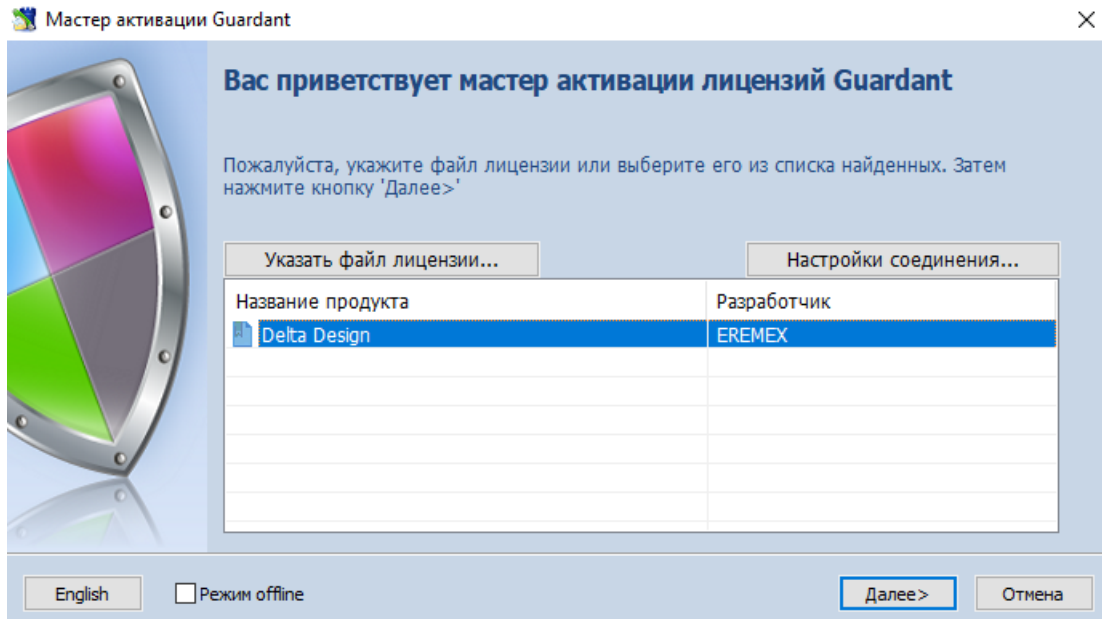 Мастер активации Guardant
Вас приветствует мастер активации лицензий Guardant
Пожалуйста, укажите файл лицензии или выберите его из списка найденных. Затем
нажмите кнопку 'Далее>'
Указать файл лицензии...
Настройки соединения...
Название продукта
Разработчик
Delta Design
EREMEX
English
Режим offline
Далее>
Отмена